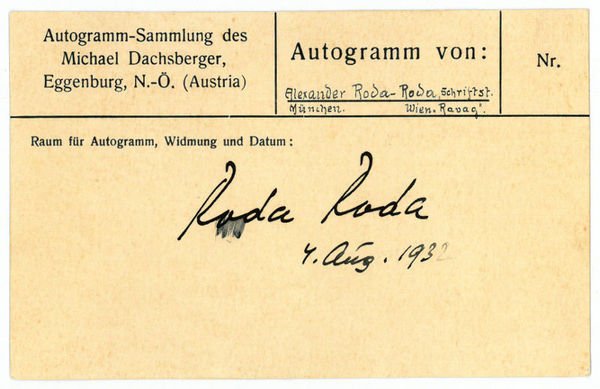 Autogramm-Sammlung des
Michael Dachsberger,
Eggenburg, N.-Ö. (Austria)
Autogramm von:
Alexander Roda-Roda, Schriftst.
München. Wien. Ravag.
Nr.
Raum für Autogramm, Widmung und Datum:
Roda Roda
4. Aug. 1932